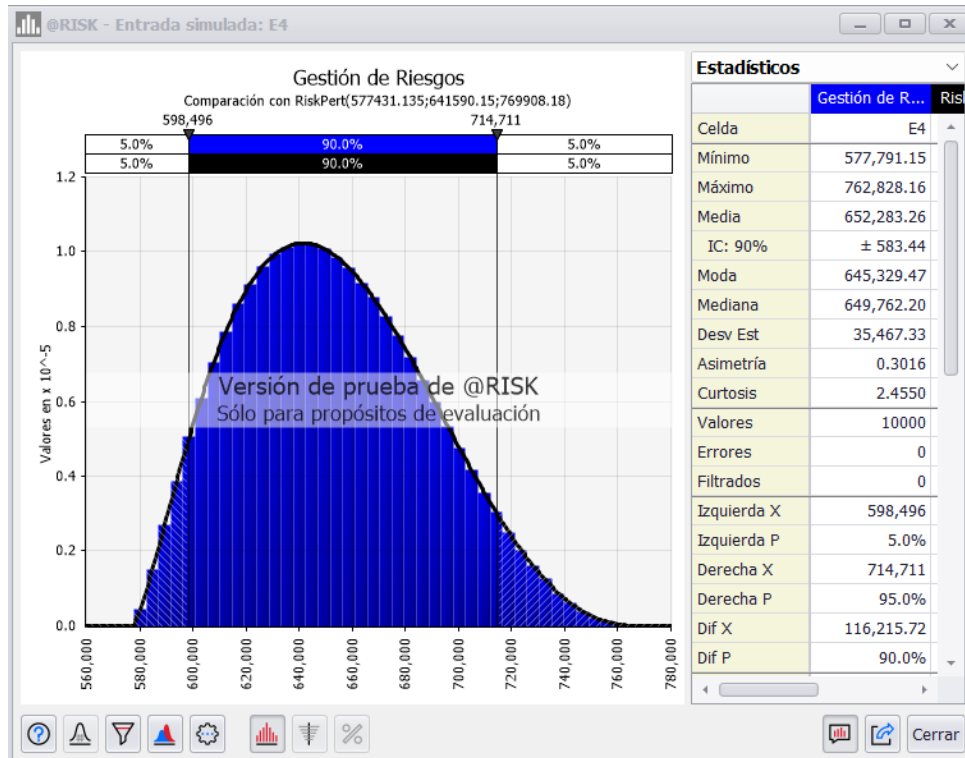 @RISK - Entrada simulada: E4
Gestión de Riesgos
Comparación con RiskPert(577431.135;641590.15;769908.18)
598,496 714,711
5.0% 90.0% 5.0%
5.0% 90.0% 5.0%
1.2
1.0
0.8
0.6
0.4
0.2
0.0
Valores en x 10^-5
Versión de prueba de @RISK
Sólo para propósitos de evaluación
560,000 580,000 600,000 620,000 640,000 660,000 680,000 700,000 720,000 740,000 760,000 780,000
Estadísticos
Gestión de R... Risk
Celda E4
Mínimo 577,791.15
Máximo 762,828.16
Media 652,283.26
IC: 90% ± 583.44
Moda 645,329.47
Mediana 649,762.20
Desv Est 35,467.33
Asimetría 0.3016
Curtosis 2.4550
Valores 10000
Errores 0
Filtrados 0
Izquierda X 598,496
Izquierda P 5.0%
Derecha X 714,711
Derecha P 95.0%
Dif X 116,215.72
Dif P 90.0%
Cerrar